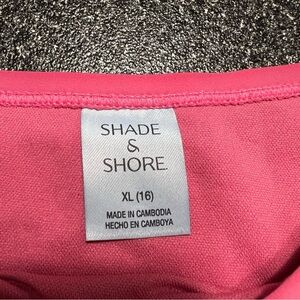 SHADE
&
SHORE
XL (16)
MADE IN CAMBODIA
HECHO EN CAMBOYA